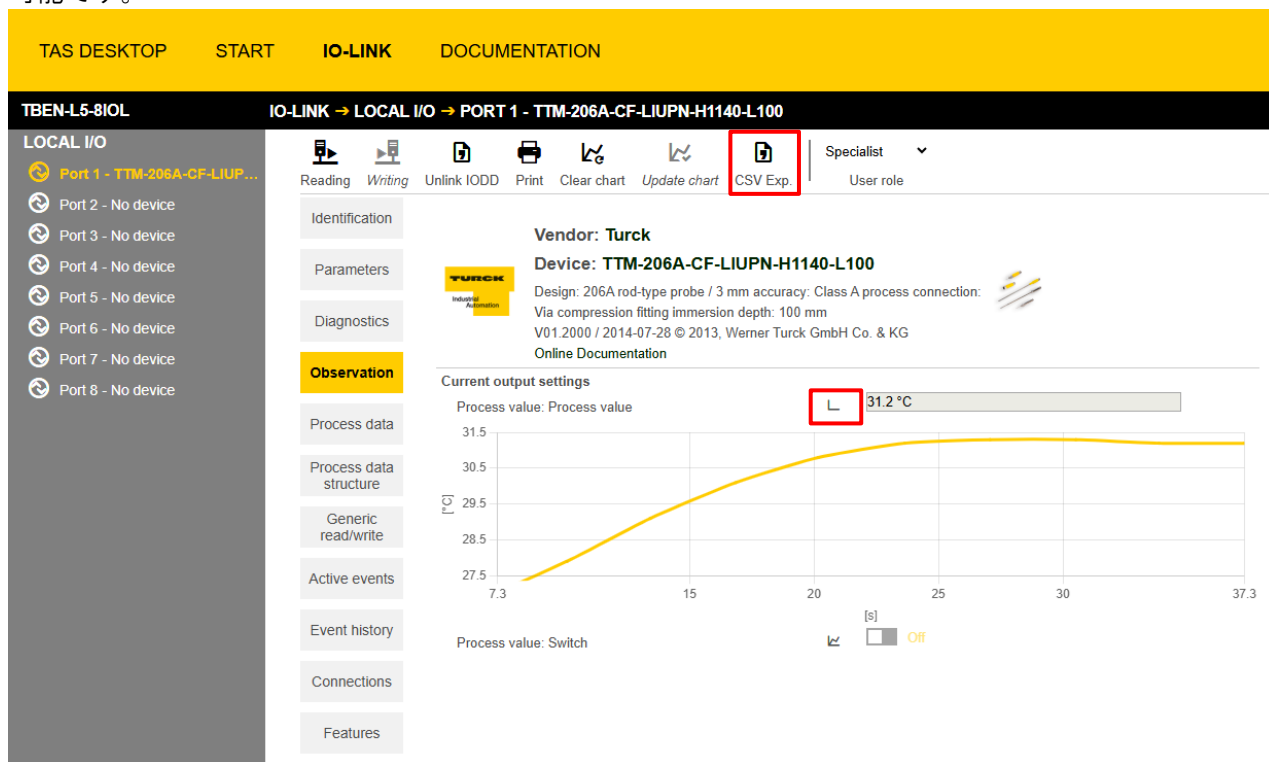 可能です。
TAS DESKTOP START IO-LINK DOCUMENTATION
TBEN-L5-8IOL IO-LINK → LOCAL I/O → PORT 1 - TTM-206A-CF-LIUPN-H1140-L100
LOCAL I/O
Port 1 - TTM-206A-CF-LIUP...
Port 2 - No device
Port 3 - No device
Port 4 - No device
Port 5 - No device
Port 6 - No device
Port 7 - No device
Port 8 - No device
Reading Writing Unlink IODD Print Clear chart Update chart CSV Exp.
Specialist
User role
Identification
Parameters
Diagnostics
Observation
Process data
Process data
structure
Generic
read/write
Active events
Event history
Connections
Features
TURCK
Industrial
Automation
Vendor: Turck
Device: TTM-206A-CF-LIUPN-H1140-L100
Design: 206A rod-type probe / 3 mm accuracy: Class A process connection:
Via compression fitting immersion depth: 100 mm
V01.2000 / 2014-07-28 © 2013, Werner Turck GmbH Co. & KG
Online Documentation
Current output settings
Process value: Process value 31.2 °C
31.5
30.5
29.5
28.5
27.5
[°C]
7.3 15 20 25 30 37.3
[s]
Process value: Switch Off